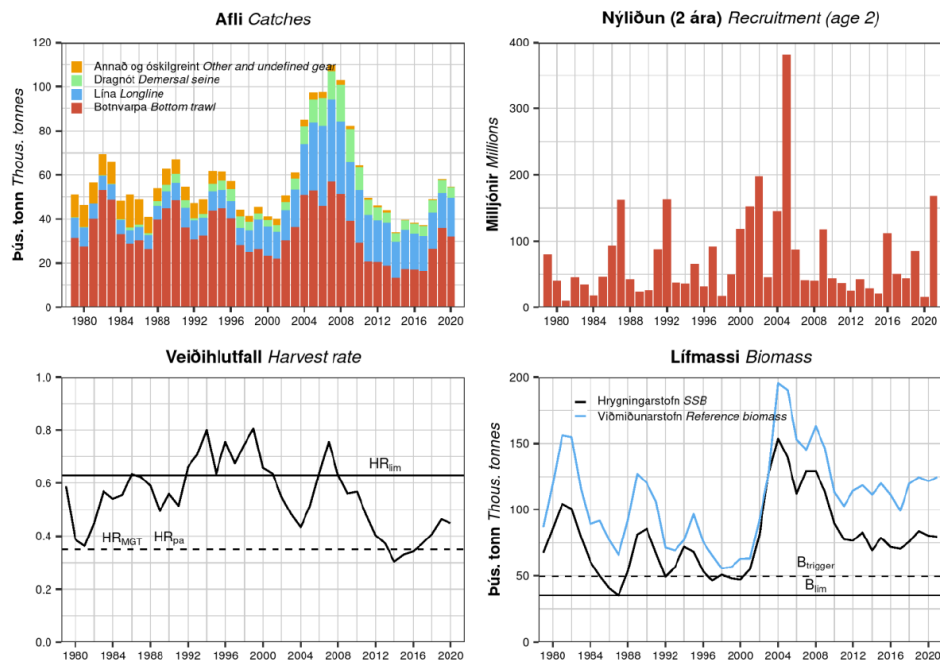 Afli Catches
Þús. tonn Thous. tonnes
120
100
80
60
40
20
0
Annað og óskilgreint Other and undefined gear
Dragnót Demersal seine
Lína Longline
Botnvarpa Bottom trawl
1980 1984 1988 1992 1996 2000 2004 2008 2012 2016 2020
Nýliðun (2 ára) Recruitment (age 2)
Milljónir Millions
400
300
200
100
0
1980 1984 1988 1992 1996 2000 2004 2008 2012 2016 2020
Veiðihlutfall Harvest rate
1.0
0.8
0.6
0.4
0.2
0.0
HRlim
HRMGT HRpa
1980 1984 1988 1992 1996 2000 2004 2008 2012 2016 2020
Lífmassi Biomass
Þús. tonn Thous. tonnes
200
150
100
50
0
Hrygningarstofn SSB
Viðmiðunarstofn Reference biomass
Btrigger
Blim
1980 1984 1988 1992 1996 2000 2004 2008 2012 2016 2020